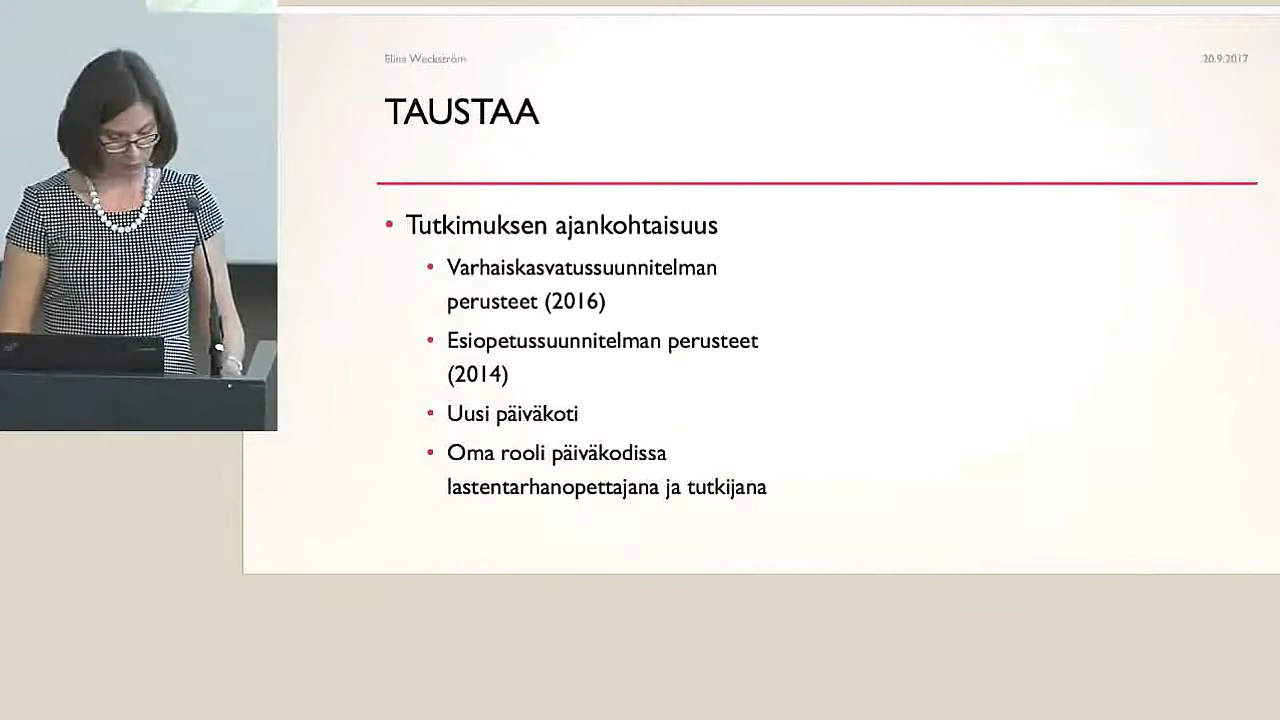 Elina Weckström
20.9.2017
TAUSTAA
• Tutkimuksen ajankohtaisuus
• Varhaiskasvatussuunnitelman
perusteet (2016)
• Esiopetussuunnitelman perusteet
(2014)
• Uusi päiväkoti
• Oma rooli päiväkodissa
lastentarhanopettajana ja tutkijana